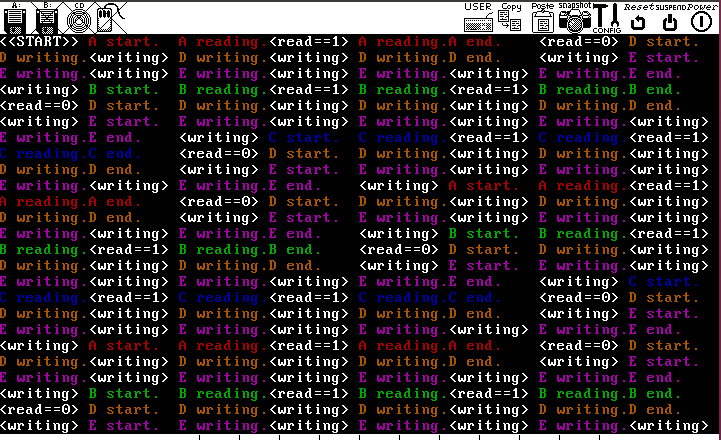 A: B: CD USER Copy Paste snapshot CONFIG Reset SUSPEND Power
<<START>> A start. A reading.<read==1> A reading.A end. <read==0> D start.
D writing.<writing> D writing.<writing> D writing.D end. <writing> E start.
E writing.<writing> E writing.<writing> E writing.<writing> E writing.E end.
<writing> B start. B reading.<read==1> B reading.<read==1> B reading.B end.
<read==0> D start. D writing.<writing> D writing.<writing> D writing.D end.
<writing> E start. E writing.<writing> E writing.<writing> E writing.<writing>
E writing.E end. <writing> C start. C reading.<read==1> C reading.<read==1>
C reading.C end. <read==0> D start. D writing.<writing> D writing.<writing>
D writing.D end. <writing> E start. E writing.<writing> E writing.<writing>
E writing.<writing> E writing.E end. <writing> A start. A reading.<read==1>
A reading.A end. <read==0> D start. D writing.<writing> D writing.<writing>
D writing.D end. <writing> E start. E writing.<writing> E writing.<writing>
E writing.<writing> E writing.E end. <writing> B start. B reading.<read==1>
B reading.<read==1> B reading.B end. <read==0> D start. D writing.<writing>
D writing.<writing> D writing.D end. <writing> E start. E writing.<writing>
E writing.<writing> E writing.<writing> E writing.E end. <writing> C start.
C reading.<read==1> C reading.<read==1> C reading.C end. <read==0> D start.
D writing.<writing> D writing.<writing> D writing.D end. <writing> E start.
E writing.<writing> E writing.<writing> E writing.<writing> E writing.E end.
<writing> A start. A reading.<read==1> A reading.A end. <read==0> D start.
D writing.<writing> D writing.<writing> D writing.D end. <writing> E start.
E writing.<writing> E writing.<writing> E writing.<writing> E writing.E end.
<writing> B start. B reading.<read==1> B reading.<read==1> B reading.B end.
<read==0> D start. D writing.<writing> D writing.<writing> D writing.D end.
<writing> E start. E writing.<writing> E writing.<writing> E writing.<writing>